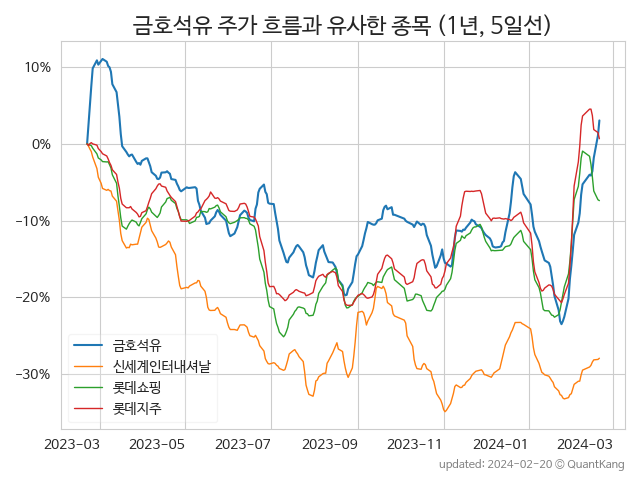 금호석유 주가 흐름과 유사한 종목 (1년, 5일선)
10%
0%
−10%
−20%
−30%
금호석유
신세계인터내셔날
롯데쇼핑
롯데지주
2023-03 2023-05 2023-07 2023-09 2023-11 2024-01 2024-03
updated: 2024-02-20 © QuantKang